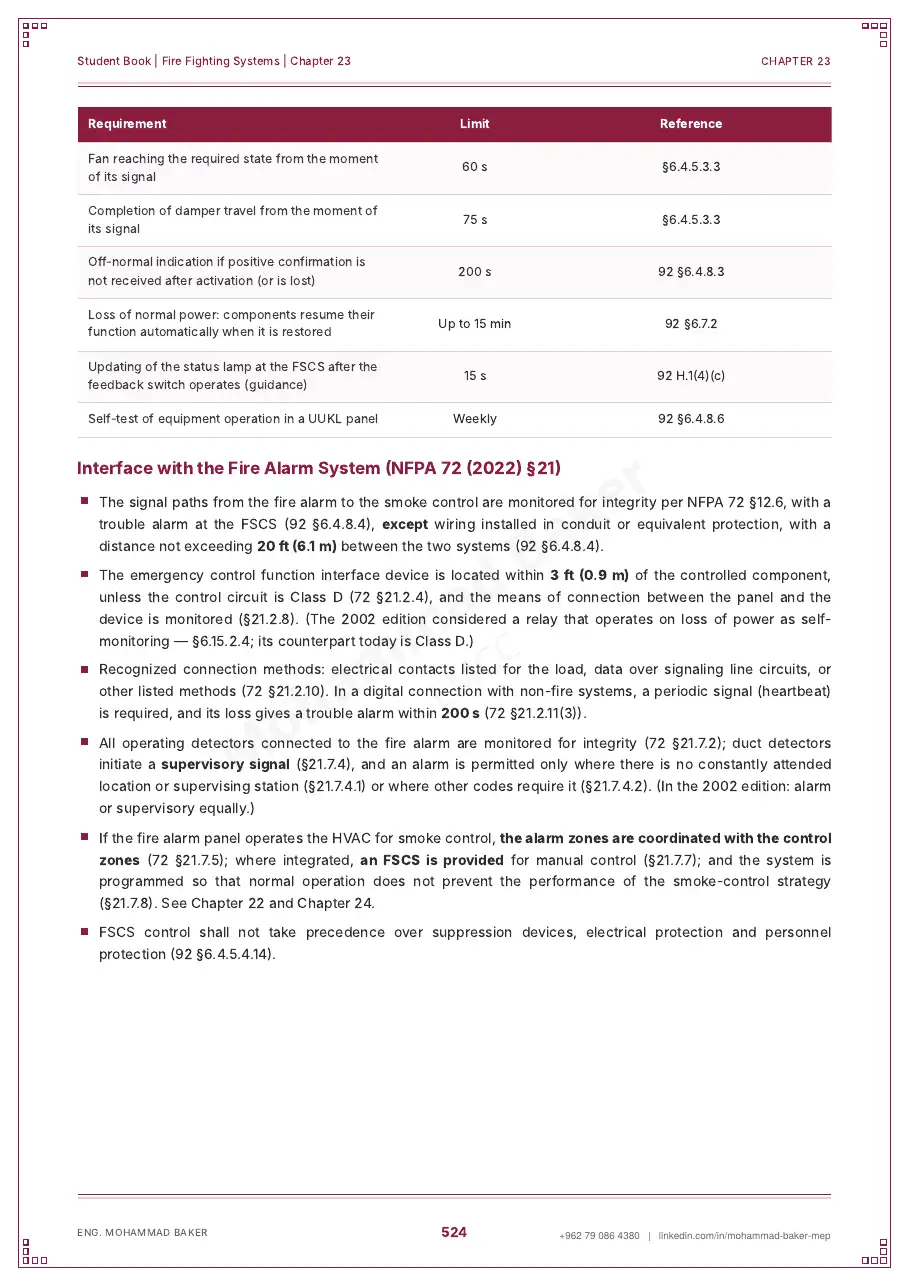 Student Book | Fire Fighting Systems | Chapter 23
CHAPTER 23
Requirement Limit Reference
Fan reaching the required state from the moment
of its signal
60 s
§6.4.5.3.3
Completion of damper travel from the moment of
its signal
75 s
§6.4.5.3.3
Off-normal indication if positive confirmation is
not received after activation (or is lost)
200 s
92 §6.4.8.3
Loss of normal power: components resume their
function automatically when it is restored
Up to 15 min
92 §6.7.2
Updating of the status lamp at the FSCS after the
feedback switch operates (guidance)
15 s
92 H.1(4)(c)
Self-test of equipment operation in a UUKL panel
Weekly
92 §6.4.8.6
Interface with the Fire Alarm System (NFPA 72 (2022) §21)
The signal paths from the fire alarm to the smoke control are monitored for integrity per NFPA 72 §12.6, with a
trouble alarm at the FSCS (92 §6.4.8.4), except wiring installed in conduit or equivalent protection, with a
distance not exceeding 20 ft (6.1 m) between the two systems (92 §6.4.8.4).
The emergency control function interface device is located within 3 ft (0.9 m) of the controlled component,
unless the control circuit is Class D (72 §21.2.4), and the means of connection between the panel and the
device is monitored (§21.2.8). (The 2002 edition considered a relay that operates on loss of power as self-
monitoring — §6.15.2.4; its counterpart today is Class D.)
Recognized connection methods: electrical contacts listed for the load, data over signaling line circuits, or
other listed methods (72 §21.2.10). In a digital connection with non-fire systems, a periodic signal (heartbeat)
is required, and its loss gives a trouble alarm within 200 s (72 §21.2.11(3)).
All operating detectors connected to the fire alarm are monitored for integrity (72 §21.7.2); duct detectors
initiate a supervisory signal (§21.7.4), and an alarm is permitted only where there is no constantly attended
location or supervising station (§21.7.4.1) or where other codes require it (§21.7.4.2). (In the 2002 edition: alarm
or supervisory equally.)
If the fire alarm panel operates the HVAC for smoke control, the alarm zones are coordinated with the control
zones (72 §21.7.5); where integrated, an FSCS is provided for manual control (§21.7.7); and the system is
programmed so that normal operation does not prevent the performance of the smoke-control strategy
(§21.7.8). See Chapter 22 and Chapter 24.
FSCS control shall not take precedence over suppression devices, electrical protection and personnel
protection (92 §6.4.5.4.14).
ENG. MOHAMMAD BAKER
524
+962 79 086 4380 | linkedin.com/in/mohammad-baker-mep